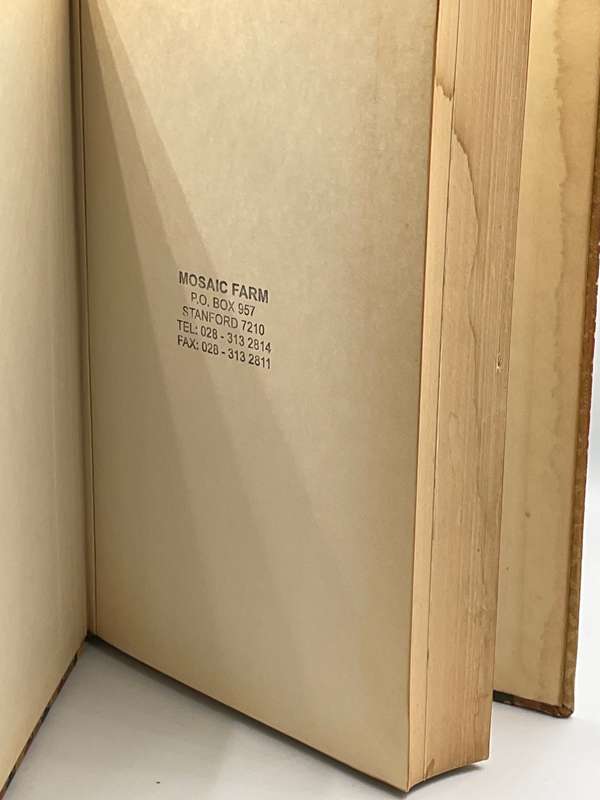 MOSAIC FARM
P.O. BOX 957
STANFORD 7210
TEL: 028 - 313 2814
FAX: 028 - 313 2811